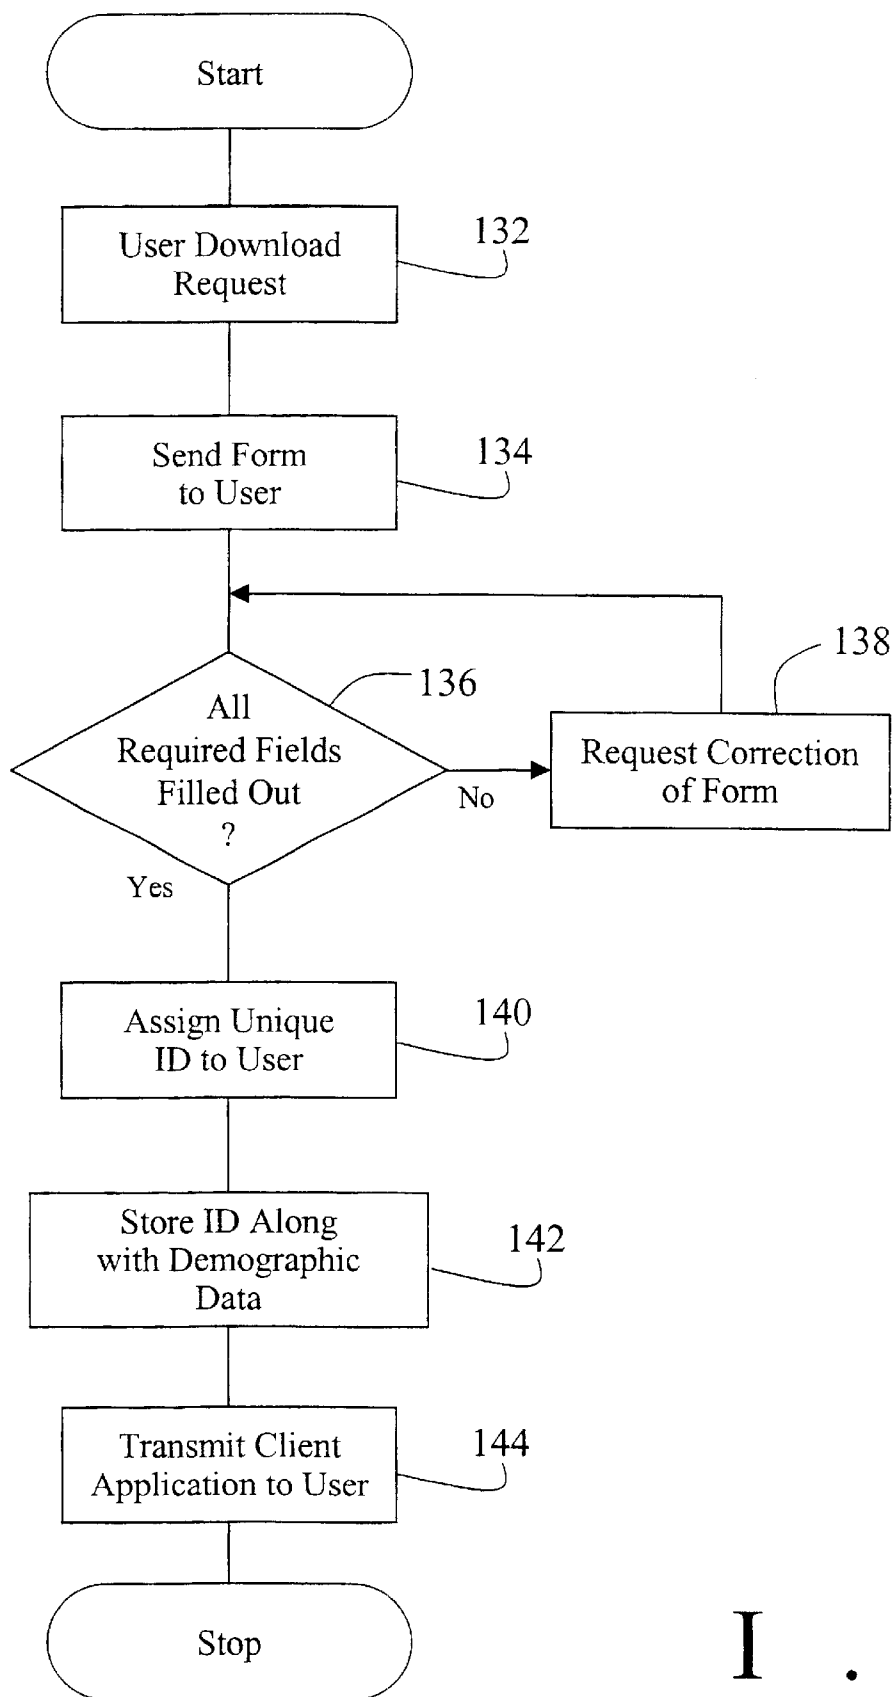 Start
User Download
Request
132
Send Form
to User
134
All
Required Fields
Filled Out
?
136
No
Request Correction
of Form
138
Yes
Assign Unique
ID to User
140
Store ID Along
with Demographic
Data
142
Transmit Client
Application to User
144
Stop
I .